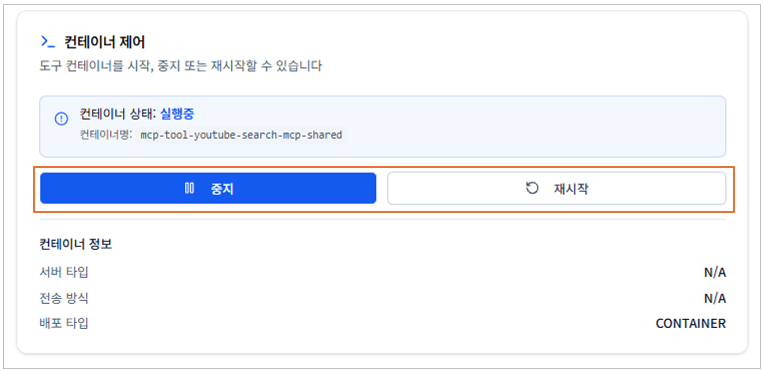 컨테이너 제어
도구 컨테이너를 시작, 중지 또는 재시작할 수 있습니다
컨테이너 상태: 실행중
컨테이너명: mcp-tool-youtube-search-mcp-shared
중지 재시작
컨테이너 정보
서버 타입 N/A
전송 방식 N/A
배포 타입 CONTAINER